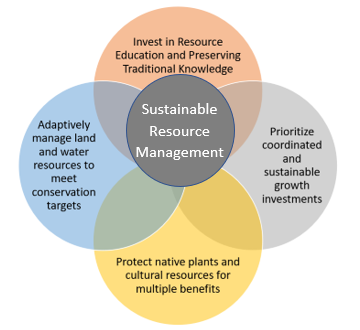 Invest in Resource
Education and Preserving
Traditional Knowledge
Sustainable
Resource
Management
Adaptively
manage land
and water
resources to
meet
conservation
targets
Prioritize
coordinated
and
sustainable
growth
investments
Protect native plants and
cultural resources for
multiple benefits